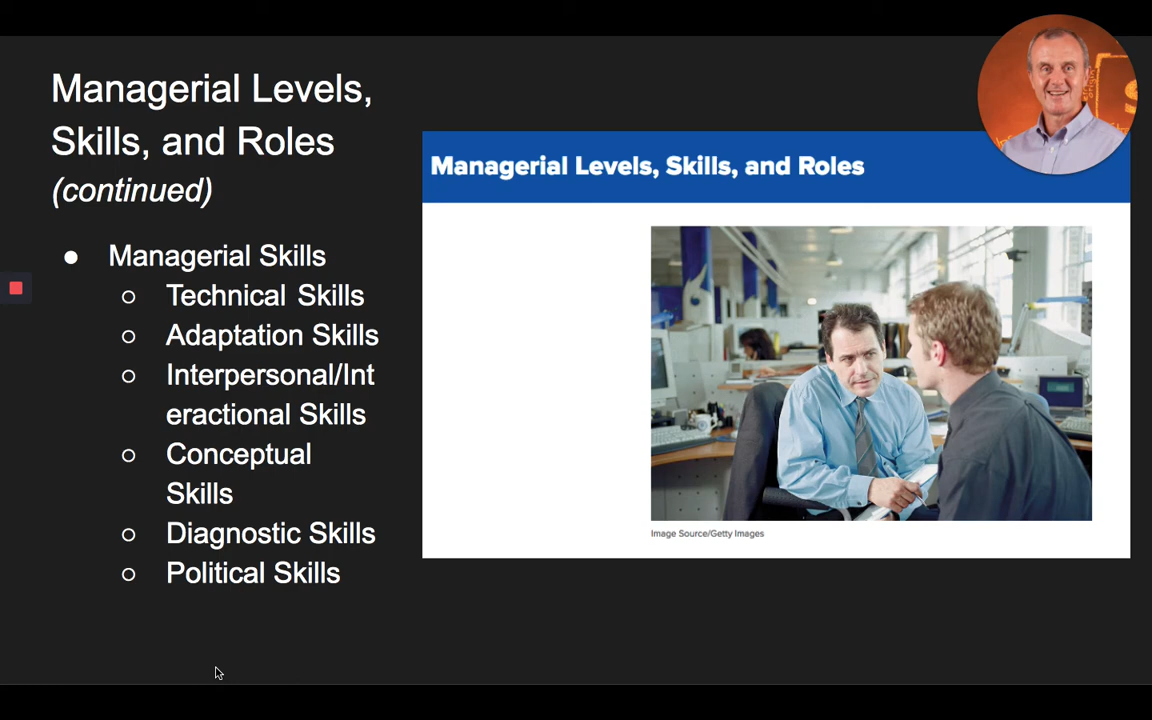 Managerial Levels,
Skills, and Roles
(continued)
● Managerial Skills
○ Technical Skills
○ Adaptation Skills
○ Interpersonal/Int
eractional Skills
○ Conceptual
Skills
○ Diagnostic Skills
○ Political Skills
Managerial Levels, Skills, and Roles
Image Source/Getty Images